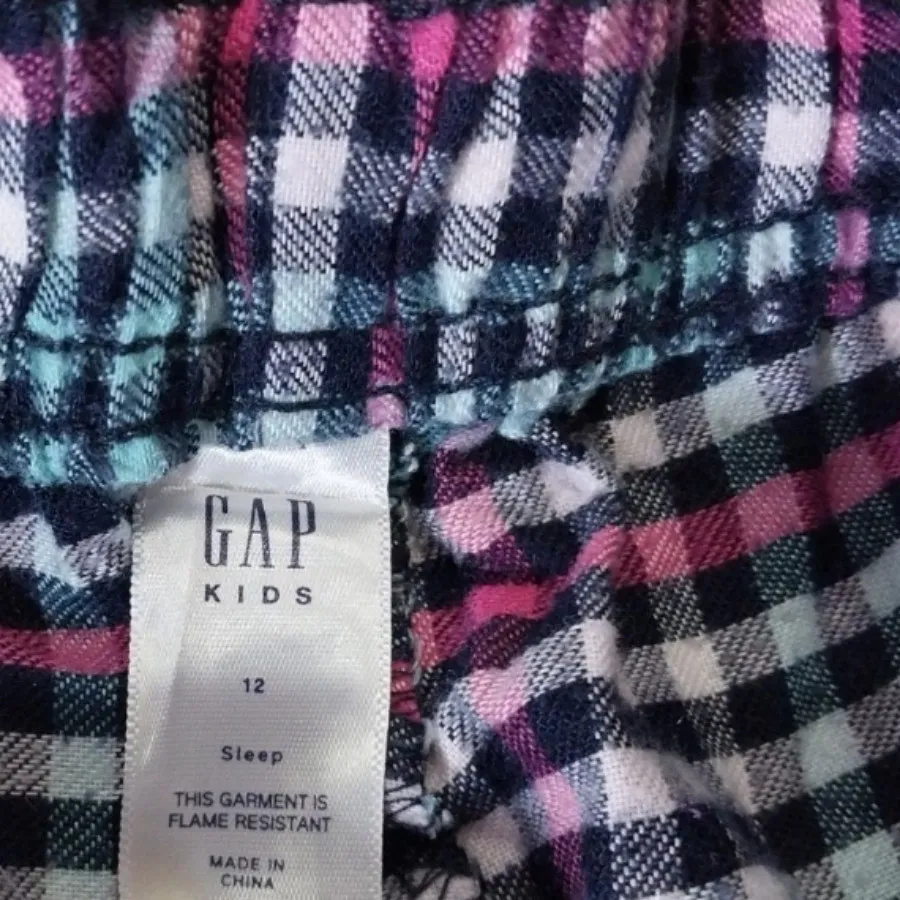 GAP
KIDS
12
Sleep
THIS GARMENT IS
FLAME RESISTANT
MADE IN
CHINA